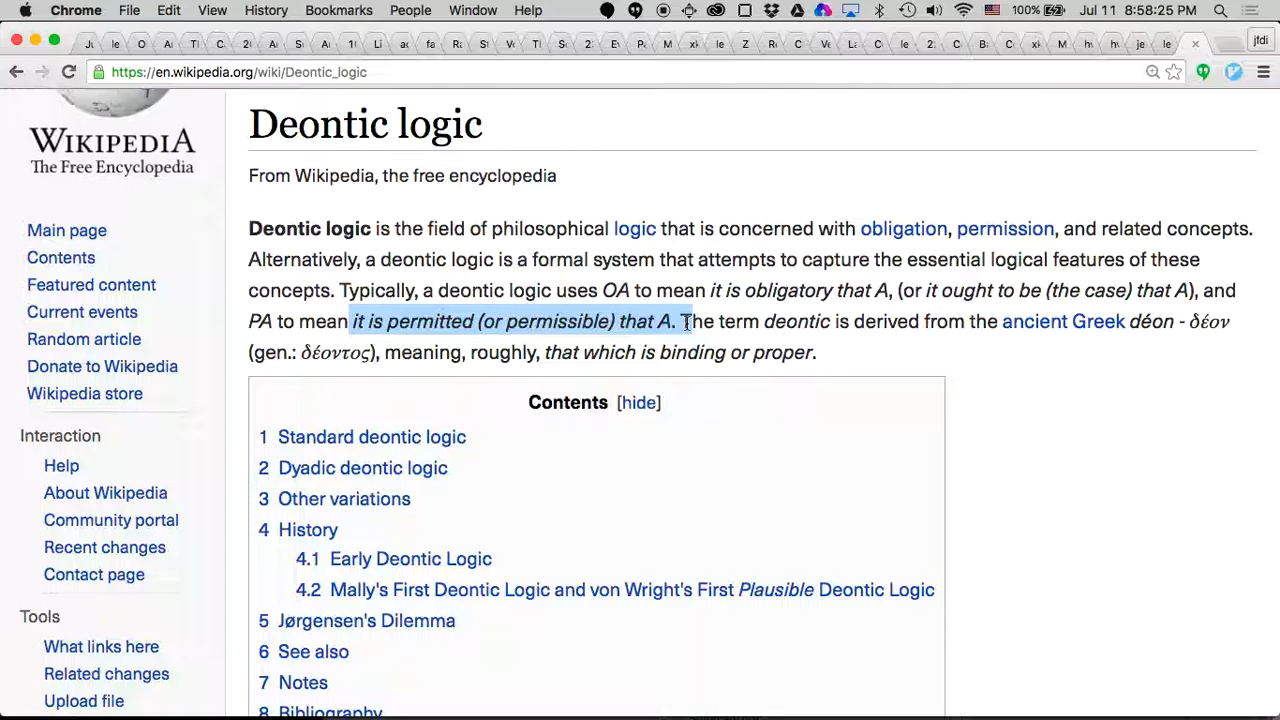 Chrome File Edit View History Bookmarks People Window Help 100% Jul 11 8:58:25 PM
jfdi
https://en.wikipedia.org/wiki/Deontic_logic
WIKIPEDIA
The Free Encyclopedia
Main page
Contents
Featured content
Current events
Random article
Donate to Wikipedia
Wikipedia store
Interaction
Help
About Wikipedia
Community portal
Recent changes
Contact page
Tools
What links here
Related changes
Upload file
Deontic logic
From Wikipedia, the free encyclopedia
Deontic logic is the field of philosophical logic that is concerned with obligation, permission, and related concepts.
Alternatively, a deontic logic is a formal system that attempts to capture the essential logical features of these
concepts. Typically, a deontic logic uses OA to mean it is obligatory that A, (or it ought to be (the case) that A), and
PA to mean it is permitted (or permissible) that A. The term deontic is derived from the ancient Greek déon - δέον
(gen.: δέοντος), meaning, roughly, that which is binding or proper.
Contents [hide]
1 Standard deontic logic
2 Dyadic deontic logic
3 Other variations
4 History
4.1 Early Deontic Logic
4.2 Mally's First Deontic Logic and von Wright's First Plausible Deontic Logic
5 Jørgensen's Dilemma
6 See also
7 Notes
8 Bibliography